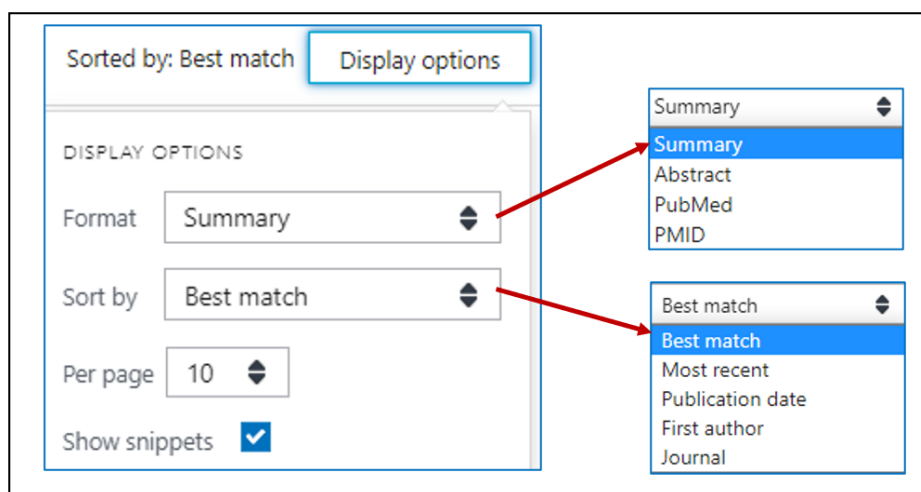 Sorted by: Best match Display options
DISPLAY OPTIONS
Format Summary
Sort by Best match
Per page 10
Show snippets
Summary
Summary
Abstract
PubMed
PMID
Best match
Best match
Most recent
Publication date
First author
Journal